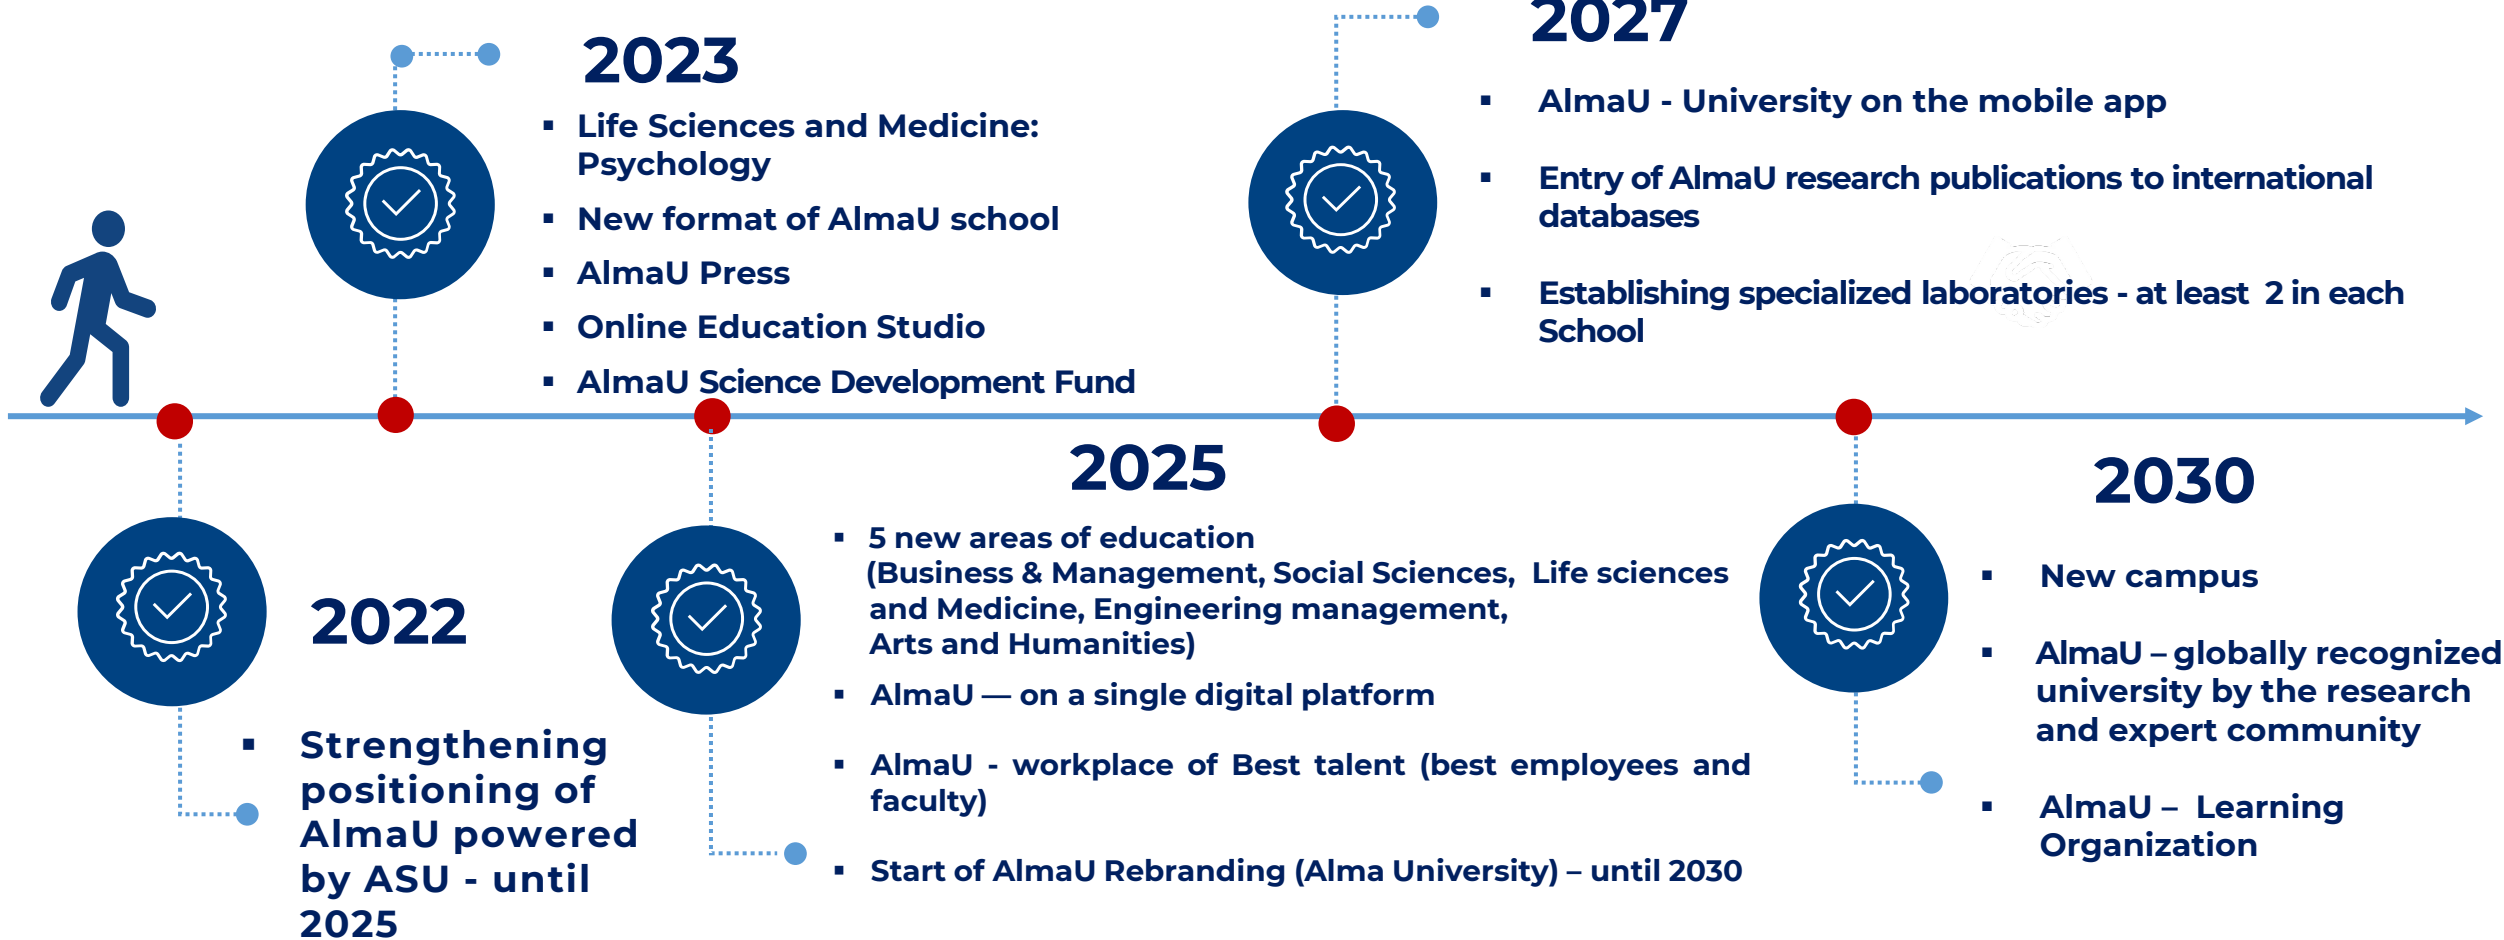 2023
▪ Life Sciences and Medicine:
Psychology
▪ New format of AlmaU school
▪ AlmaU Press
▪ Online Education Studio
▪ AlmaU Science Development Fund
2027
▪ AlmaU - University on the mobile app
▪ Entry of AlmaU research publications to international
databases
▪ Establishing specialized laboratories - at least 2 in each
School
2022
▪ Strengthening
positioning of
AlmaU powered
by ASU - until
2025
2025
▪ 5 new areas of education
(Business & Management, Social Sciences, Life sciences
and Medicine, Engineering management,
Arts and Humanities)
▪ AlmaU — on a single digital platform
▪ AlmaU - workplace of Best talent (best employees and
faculty)
▪ Start of AlmaU Rebranding (Alma University) – until 2030
2030
▪ New campus
▪ AlmaU – globally recognized
university by the research
and expert community
▪ AlmaU – Learning
Organization